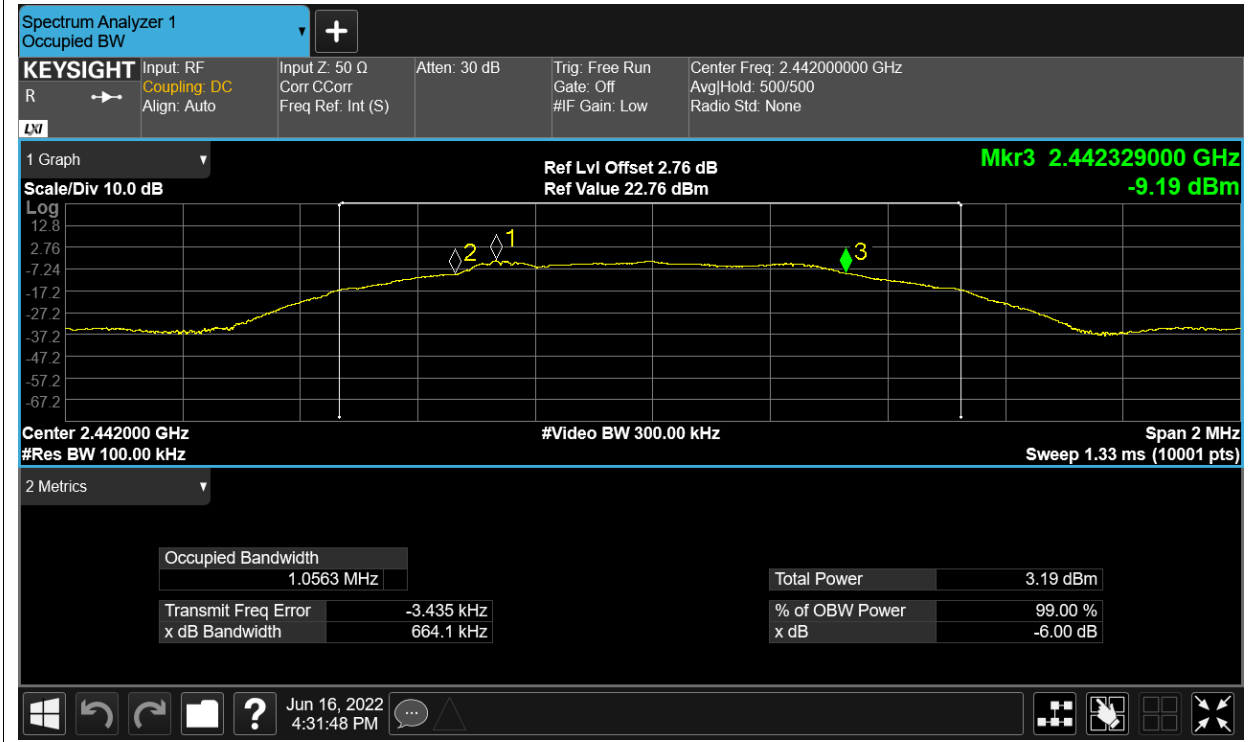 Spectrum Analyzer 1
Occupied BW
KEYSIGHT
R
LXI
Input: RF
Coupling: DC
Align: Auto
Input Z: 50 Ω
Corr CCorr
Freq Ref: Int (S)
Atten: 30 dB
Trig: Free Run
Gate: Off
#IF Gain: Low
Center Freq: 2.442000000 GHz
Avg|Hold: 500/500
Radio Std: None
1 Graph
Scale/Div 10.0 dB
Ref Lvl Offset 2.76 dB
Ref Value 22.76 dBm
Mkr3 2.442329000 GHz
-9.19 dBm
Log
12.8
2.76
-7.24
-17.2
-27.2
-37.2
-47.2
-57.2
-67.2
2
1
3
Center 2.442000 GHz
#Res BW 100.00 kHz
#Video BW 300.00 kHz
Span 2 MHz
Sweep 1.33 ms (10001 pts)
2 Metrics
Occupied Bandwidth
1.0563 MHz
Transmit Freq Error -3.435 kHz
x dB Bandwidth 664.1 kHz
Total Power 3.19 dBm
% of OBW Power 99.00 %
x dB -6.00 dB
?
Jun 16, 2022
4:31:48 PM